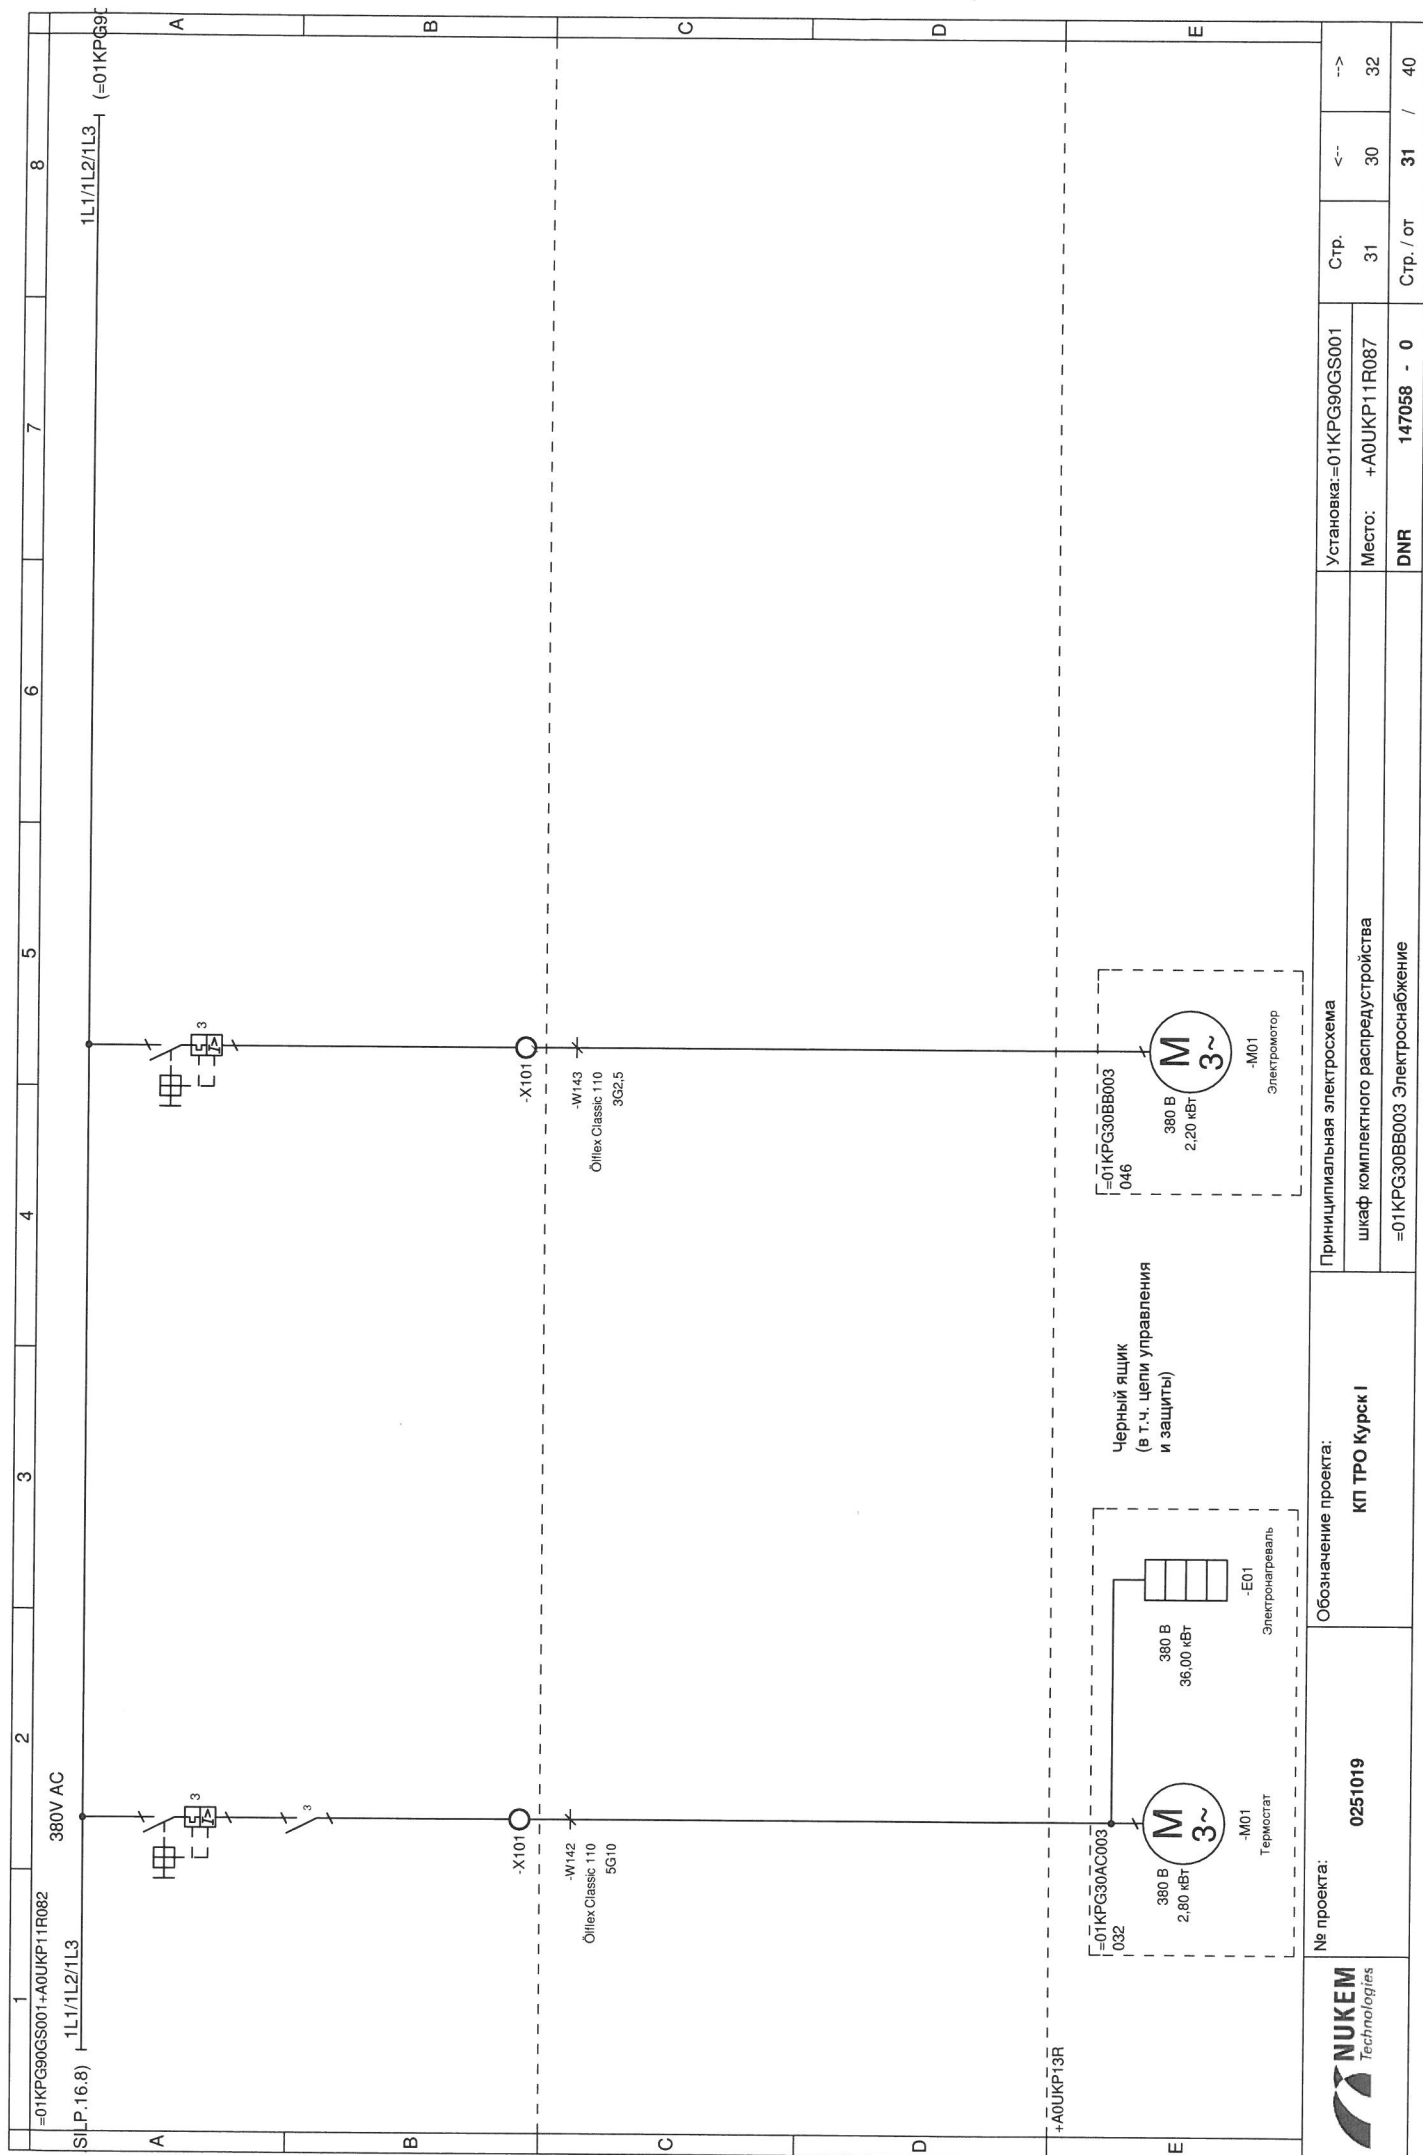 1 2 3 4 5 6 7 8
=01KPG90GS001+A0UKP11R082
380V AC
SILP.16.8)
1L1/1L2/1L3
1L1/1L2/1L3
(=01KPG90
A
A
3
3
3
B
B
-X101
-X101
-W142
Ölflex Classic 110
5G10
-W143
Ölflex Classic 110
3G2,5
C
C
D
D
+A0UKP13R
E
E
=01KPG30AC003
032
380 В
2,80 кВт
M
3~
-M01
Термостат
380 В
36,00 кВт
-E01
Электронагреваль
Черный ящик
(в т.ч. цепи управления
и защиты)
=01KPG30BB003
046
380 В
2,20 кВт
M
3~
-M01
Электромотор
NUKEM
Technologies
№ проекта:
0251019
Обозначение проекта:
КП ТРО Курск I
Приниципиальная электросхема
шкаф комплектного распредустройства
=01KPG30BB003 Электроснабжение
Установка:=01KPG90GS001
Место: +A0UKP11R087
DNR 147058 - 0
Стр. <-- -->
31 30 32
Стр. / от 31 / 40